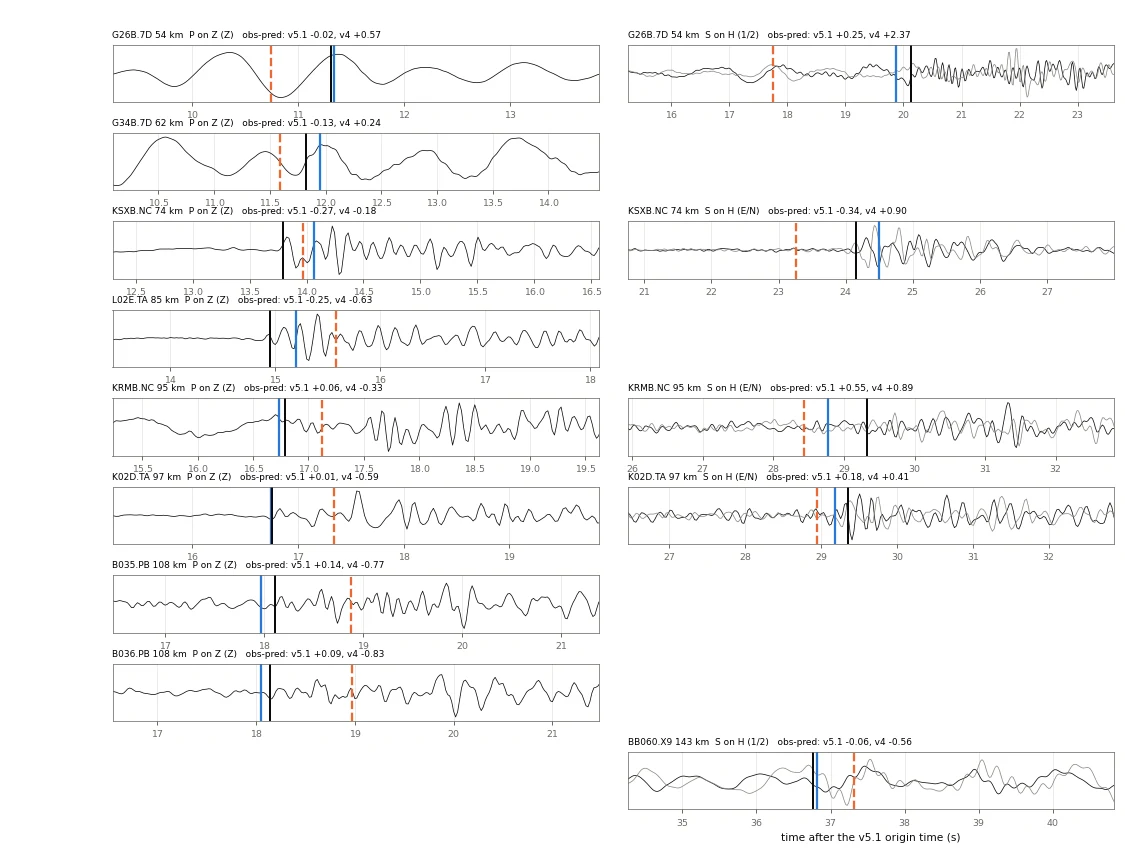 G26B.7D 54 km  P on Z (Z)   obs-pred: v5.1 -0.02, v4 +0.57
10 11 12 13
G26B.7D 54 km  S on H (1/2)   obs-pred: v5.1 +0.25, v4 +2.37
16 17 18 19 20 21 22 23
G34B.7D 62 km  P on Z (Z)   obs-pred: v5.1 -0.13, v4 +0.24
10.5 11.0 11.5 12.0 12.5 13.0 13.5 14.0
KSXB.NC 74 km  P on Z (Z)   obs-pred: v5.1 -0.27, v4 -0.18
12.5 13.0 13.5 14.0 14.5 15.0 15.5 16.0 16.5
KSXB.NC 74 km  S on H (E/N)   obs-pred: v5.1 -0.34, v4 +0.90
21 22 23 24 25 26 27
L02E.TA 85 km  P on Z (Z)   obs-pred: v5.1 -0.25, v4 -0.63
14 15 16 17 18
KRMB.NC 95 km  P on Z (Z)   obs-pred: v5.1 +0.06, v4 -0.33
15.5 16.0 16.5 17.0 17.5 18.0 18.5 19.0 19.5
KRMB.NC 95 km  S on H (E/N)   obs-pred: v5.1 +0.55, v4 +0.89
26 27 28 29 30 31 32
K02D.TA 97 km  P on Z (Z)   obs-pred: v5.1 +0.01, v4 -0.59
16 17 18 19
K02D.TA 97 km  S on H (E/N)   obs-pred: v5.1 +0.18, v4 +0.41
27 28 29 30 31 32
B035.PB 108 km  P on Z (Z)   obs-pred: v5.1 +0.14, v4 -0.77
17 18 19 20 21
B036.PB 108 km  P on Z (Z)   obs-pred: v5.1 +0.09, v4 -0.83
17 18 19 20 21
BB060.X9 143 km  S on H (1/2)   obs-pred: v5.1 -0.06, v4 -0.56
35 36 37 38 39 40
time after the v5.1 origin time (s)